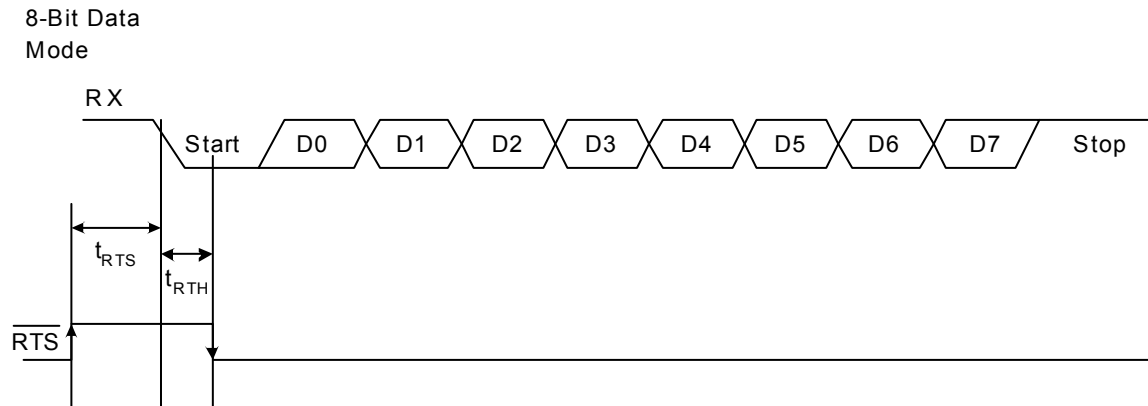 8-Bit Data
Mode
RX
Start D0 D1 D2 D3 D4 D5 D6 D7 Stop
tRTS
tRTH
RTS